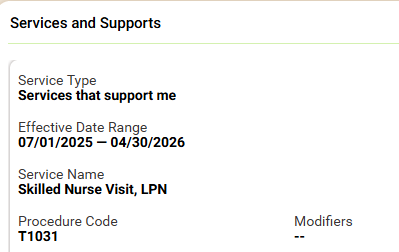 Services and Supports
Service Type
Services that support me
Effective Date Range
07/01/2025 — 04/30/2026
Service Name
Skilled Nurse Visit, LPN
Procedure Code Modifiers
T1031 --